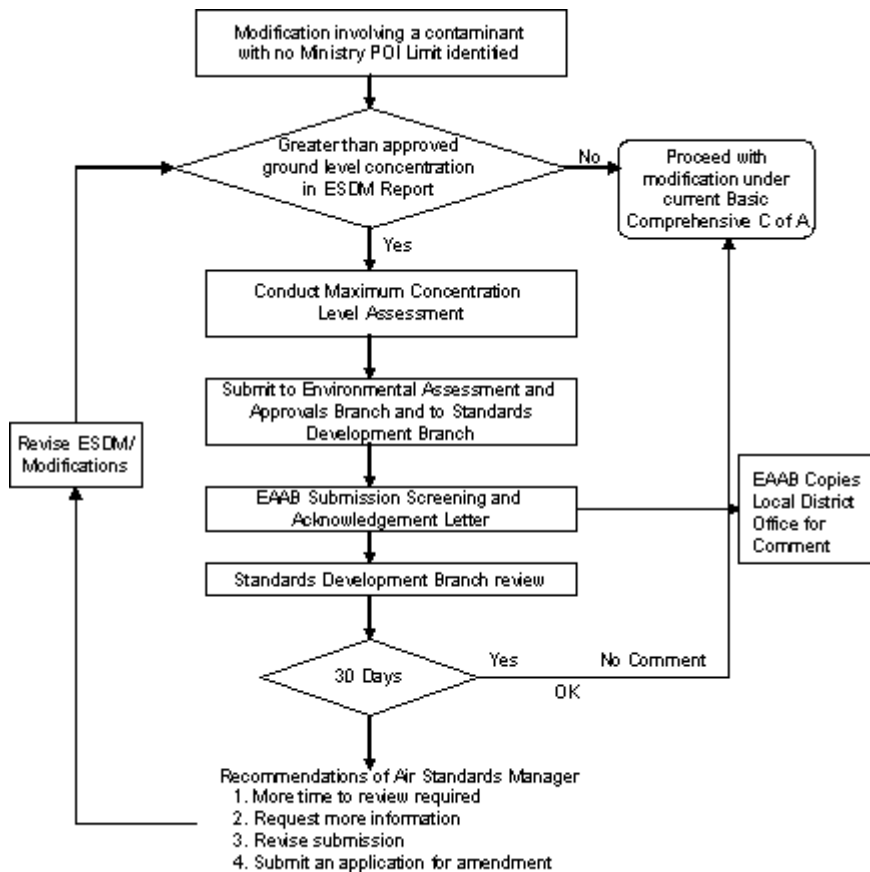 Modification involving a contaminant
with no Ministry POI Limit identified
Greater than approved
ground level concentration
in ESDM Report
No
Proceed with
modification under
current Basic
Comprehensive C of A
Yes
Conduct Maximum Concentration
Level Assessment
Submit to Environmental Assessment and
Approvals Branch and to Standards
Development Branch
Revise ESDM/
Modifications
EAAB Submission Screening and
Acknowledgement Letter
EAAB Copies
Local District
Office for
Comment
Standards Development Branch review
30 Days
Yes
No Comment
OK
Recommendations of Air Standards Manager
1. More time to review required
2. Request more information
3. Revise submission
4. Submit an application for amendment